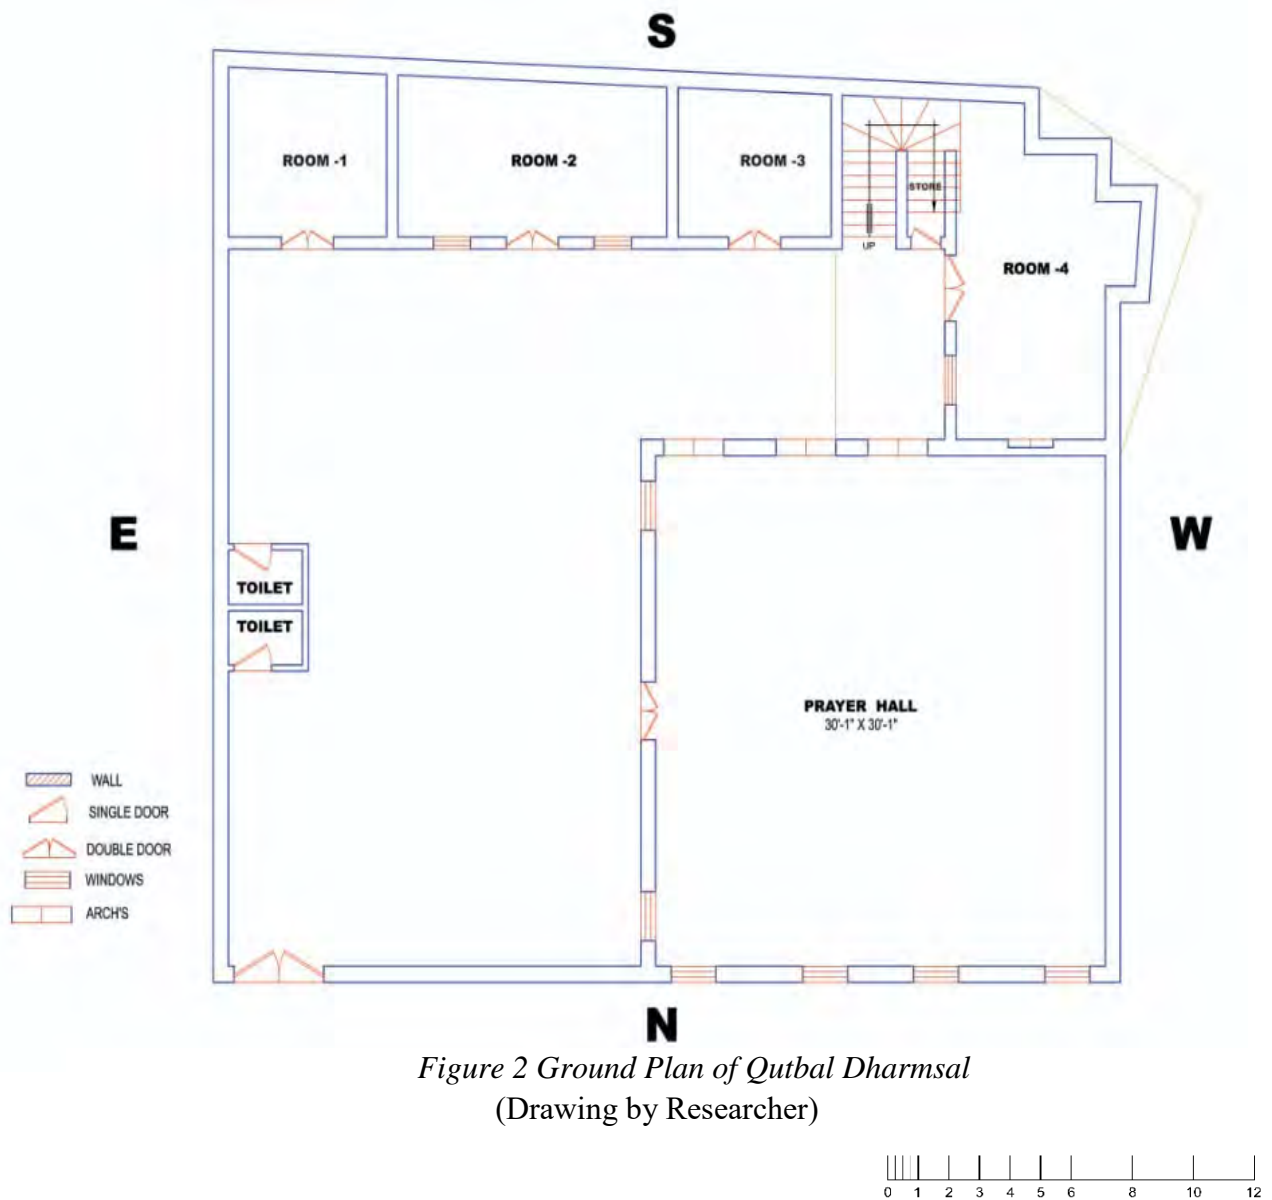 S
ROOM -1
ROOM -2
ROOM -3
STORE
UP
ROOM -4
E
W
TOILET
TOILET
PRAYER HALL
30'-1" X 30'-1"
WALL
SINGLE DOOR
DOUBLE DOOR
WINDOWS
ARCH'S
N
Figure 2 Ground Plan of Qutbal Dharmsal
(Drawing by Researcher)
0 1 2 3 4 5 6 8 10 12